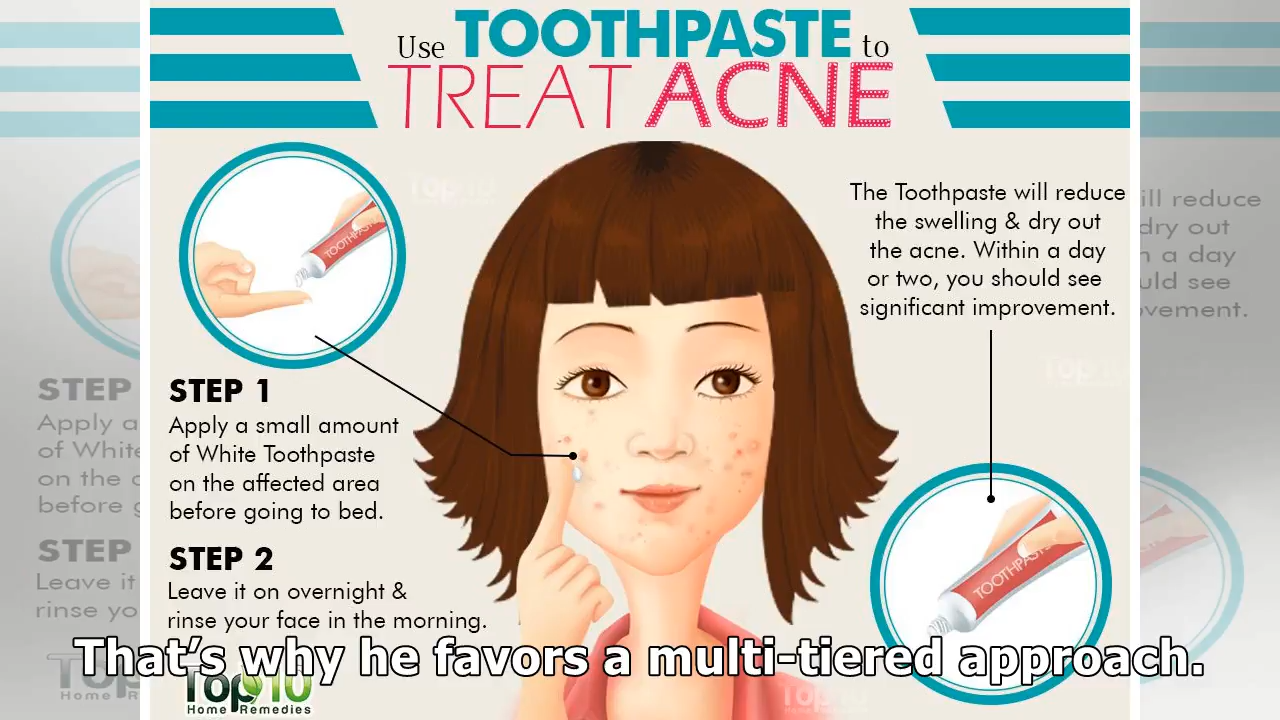 Use TOOTHPASTE to
TREAT ACNE
The Toothpaste will reduce
the swelling & dry out
the acne. Within a day
or two, you should see
significant improvement.
TOOTHPASTE
STEP 1
Apply a small amount
of White Toothpaste
on the affected area
before going to bed.
STEP 2
Leave it on overnight &
rinse your face in the morning.
TOOTHPASTE
That's why he favors a multi-tiered approach.
Top10
Home Remedies